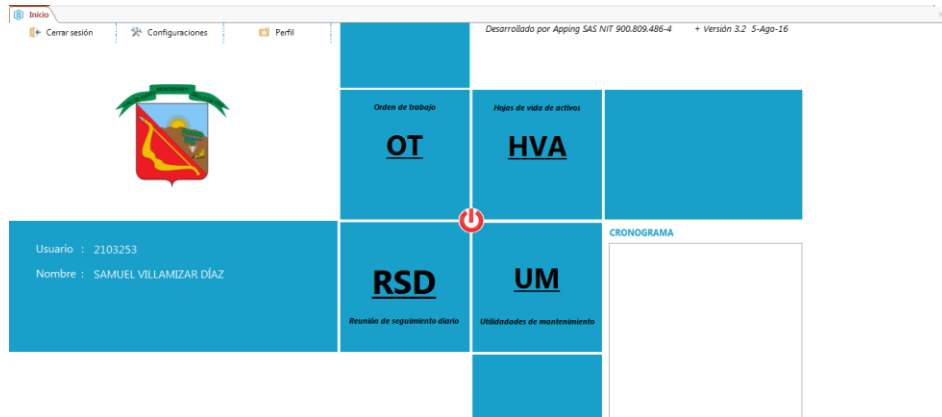 Inicio
Cerrar sesión
Configuraciones
Perfil
Desarrollado por Apping SAS NIT 900.809.486-4 + Versión 3.2 5-Ago-16
MONTERREY
Orden de trabajo
OT
Hojas de vida de activos
HVA
Usuario : 2103253
Nombre : SAMUEL VILLAMIZAR DÍAZ
RSD
Reunión de seguimiento diario
UM
Utilidadades de mantenimiento
CRONOGRAMA